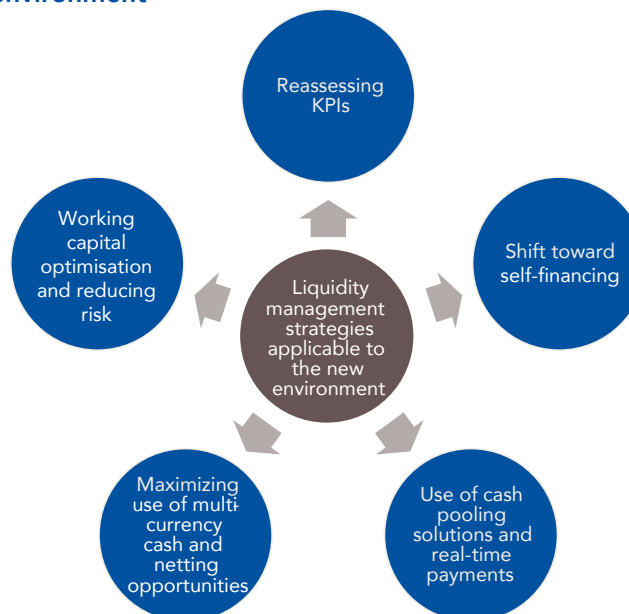 environment
Reassessing
KPIs
Working
capital
optimisation
and reducing
risk
Shift toward
self-financing
Liquidity
management
strategies
applicable to
the new
environment
Maximizing
use of multi-
currency
cash and
netting
opportunities
Use of cash
pooling
solutions and
real-time
payments